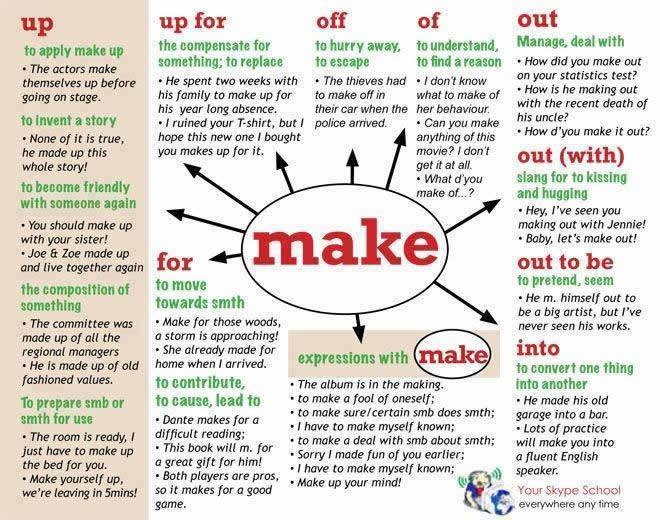 up
to apply make up
• The actors make
themselves up before
going on stage.
to invent a story
• None of it is true,
he made up this
whole story!
to become friendly
with someone again
• You should make up
with your sister!
• Joe & Zoe made up
and live together again
the composition of
something
• The committee was
made up of all the
regional managers
• He is made up of old
fashioned values.
To prepare smb or
smth for use
• The room is ready, I
just have to make up
the bed for you.
• Make yourself up,
we're leaving in 5mins!
up for
the compensate for
something; to replace
• He spent two weeks with
his family to make up for
his year long absence.
• I ruined your T-shirt, but I
hope this new one I bought
you makes up for it.
off
to hurry away,
to escape
• The thieves had
to make off in
their car when the
police arrived.
of
to understand,
to find a reason
• I don't know
what to make of
her behaviour.
• Can you make
anything of this
movie? I don't
get it at all.
• What d'you
make of...?
out
Manage, deal with
• How did you make out
on your statistics test?
• How is he making out
with the recent death of
his uncle?
• How d'you make it out?
out (with)
slang for to kissing
and hugging
• Hey, I've seen you
making out with Jennie!
• Baby, let's make out!
out to be
to pretend, seem
• He m. himself out to
be a big artist, but I've
never seen his works.
into
to convert one thing
into another
• He made his old
garage into a bar.
• Lots of practice
will make you into
a fluent English
speaker.
make
for
to move
towards smth
• Make for those woods,
a storm is approaching!
• She already made for
home when I arrived.
to contribute,
to cause, lead to
• Dante makes for a
difficult reading;
• This book will m. for
a great gift for him!
• Both players are pros,
so it makes for a good
game.
expressions with make
• The album is in the making.
• to make a fool of oneself;
• to make sure/certain smb does smth;
• I have to make myself known;
• to make a deal with smb about smth;
• Sorry I made fun of you earlier;
• I have to make myself known;
• Make up your mind!
Your Skype School
everywhere any time